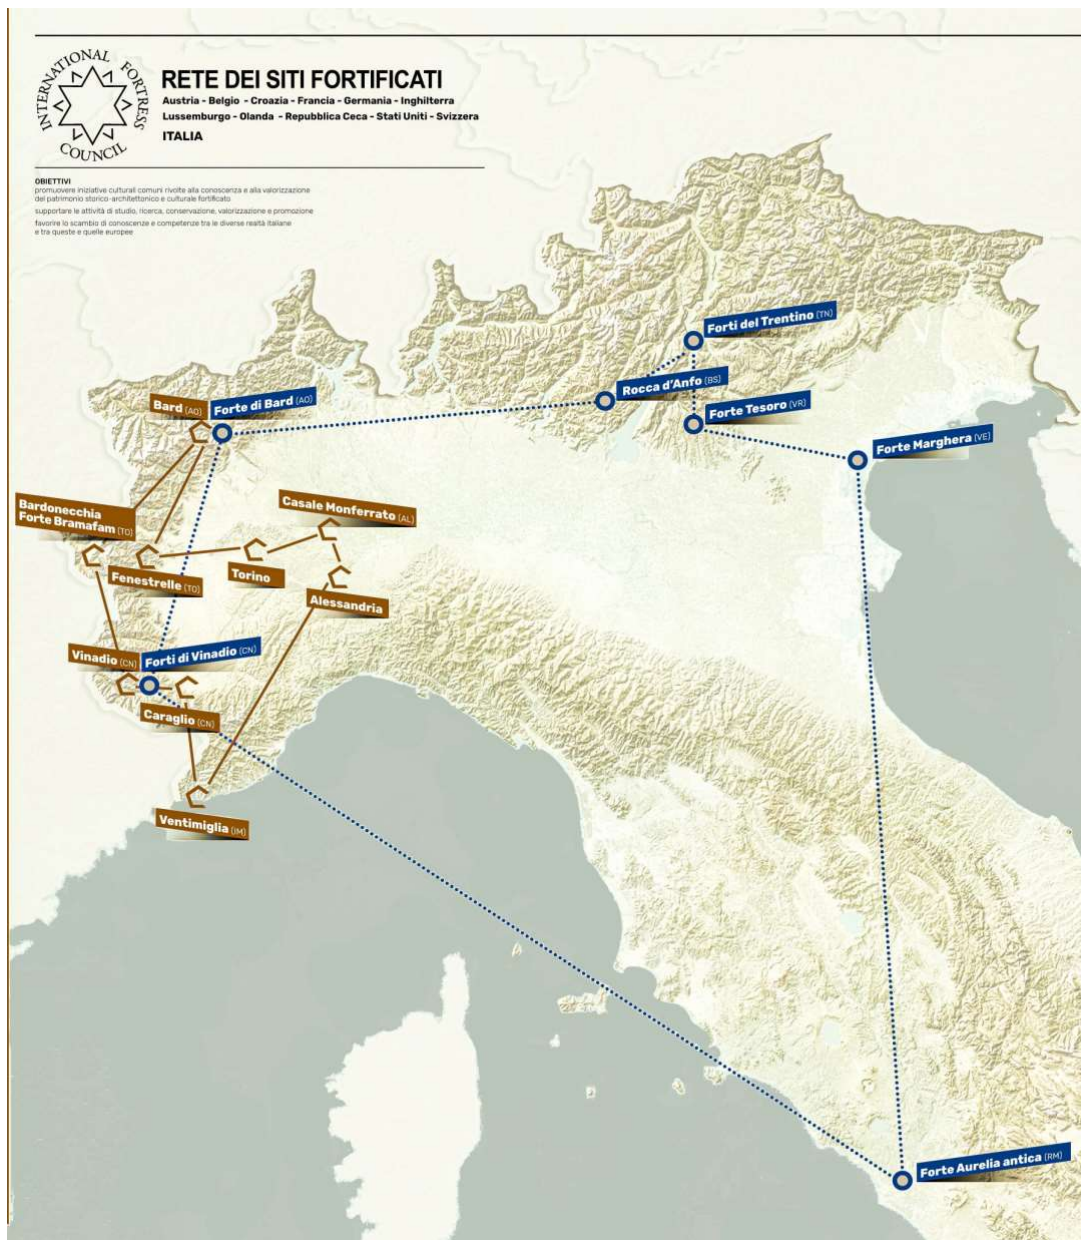 INTERNATIONAL FORTRESS COUNCIL
RETE DEI SITI FORTIFICATI
Austria - Belgio - Croazia - Francia - Germania - Inghilterra
Lussemburgo - Olanda - Repubblica Ceca - Stati Uniti - Svizzera
ITALIA
OBIETTIVI
promuovere iniziative culturali comuni rivolte alla conoscenza e alla valorizzazione
del patrimonio storico-architettonico e culturale fortificato
supportare le attività di studio, ricerca, conservazione, valorizzazione e promozione
favorire lo scambio di conoscenze e competenze tra le diverse realtà italiane
e tra queste e quelle europee
Forti del Trentino (TN)
Rocca d'Anfo (BS)
Bard (AO)
Forte di Bard (AO)
Forte Tesoro (VR)
Forte Marghera (VE)
Bardonecchia
Forte Bramafam (TO)
Casale Monferrato (AL)
Fenestrelle (TO)
Torino
Alessandria
Vinadio (CN)
Forti di Vinadio (CN)
Caraglio (CN)
Ventimiglia (IM)
Forte Aurelia antica (RM)